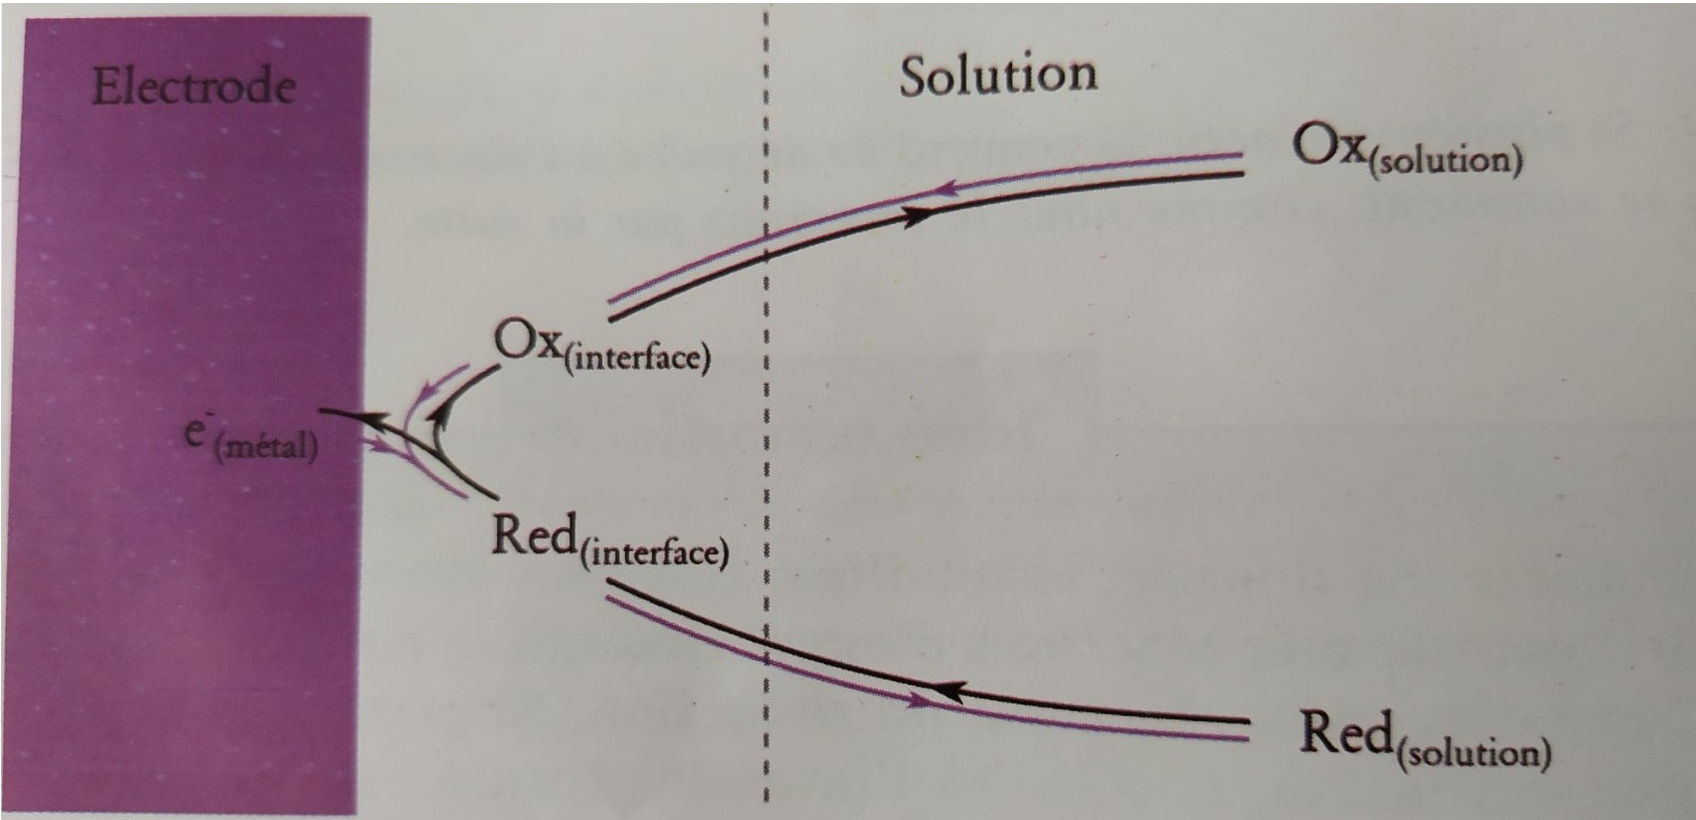 Electrode
Solution
Ox(solution)
Ox(interface)
e-(métal)
Red(interface)
Red(solution)